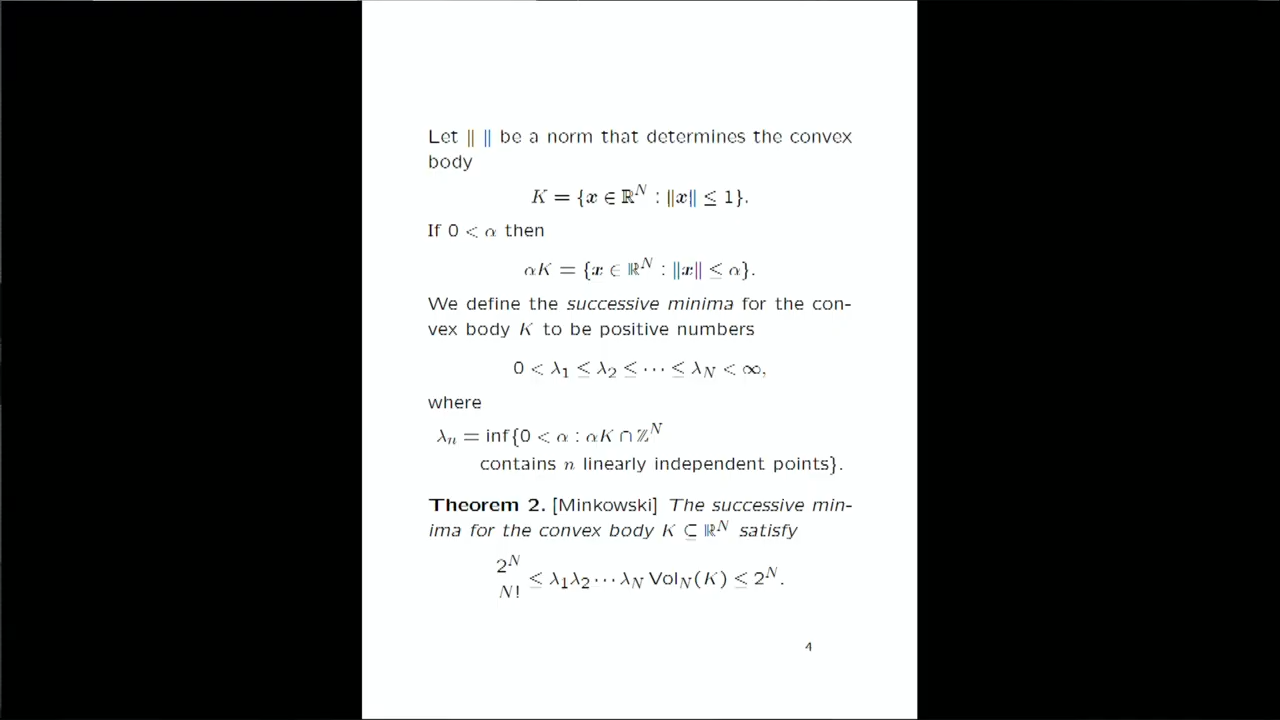 Let ‖ ‖ be a norm that determines the convex
body
K = {x ∈ ℝ^N : ‖x‖ ≤ 1}.
If 0 < α then
αK = {x ∈ ℝ^N : ‖x‖ ≤ α}.
We define the successive minima for the con-
vex body K to be positive numbers
0 < λ_1 ≤ λ_2 ≤ ⋯ ≤ λ_N < ∞,
where
λ_n = inf{0 < α : αK ∩ ℤ^N
contains n linearly independent points}.
Theorem 2. [Minkowski] The successive min-
ima for the convex body K ⊆ ℝ^N satisfy
2^N / N! ≤ λ_1λ_2 ⋯ λ_N Vol_N(K) ≤ 2^N.
4